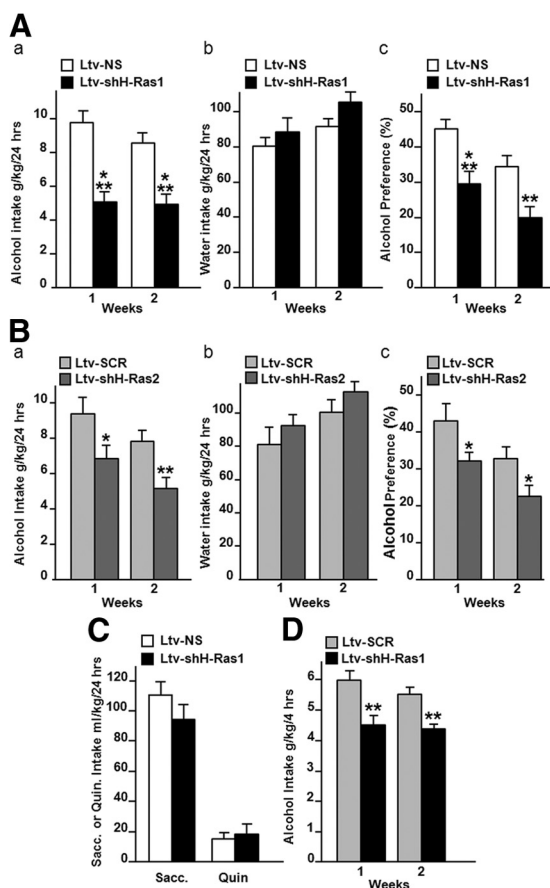 A
a
Ltv-NS
Ltv-shH-Ras1
Alcohol intake g/kg/24 hrs
10
8
6
4
2
0
*
**
*
**
1 2
Weeks
b
Ltv-NS
Ltv-shH-Ras1
Water intake g/kg/24 hrs
100
80
60
40
20
0
1 2
Weeks
c
Ltv-NS
Ltv-shH-Ras1
Alcohol Preference (%)
50
40
30
20
10
0
*
**
**
1 2
Weeks
B
a
Ltv-SCR
Ltv-shH-Ras2
Alcohol Intake g/kg/24 hrs
10
8
6
4
2
0
*
**
1 2
Weeks
b
Ltv-SCR
Ltv-shH-Ras2
Water intake g/kg/24 hrs
100
80
60
40
20
0
1 2
Weeks
c
Ltv-SCR
Ltv-shH-Ras2
Alcohol Preference (%)
50
40
30
20
10
0
*
*
1 2
Weeks
C
Ltv-NS
Ltv-shH-Ras1
Sacc. or Quin. Intake ml/kg/24 hrs
120
100
80
60
40
20
0
Sacc. Quin
D
Ltv-SCR
Ltv-shH-Ras1
Alcohol Intake g/kg/4 hrs
6
5
4
3
2
1
0
**
**
1 2
Weeks